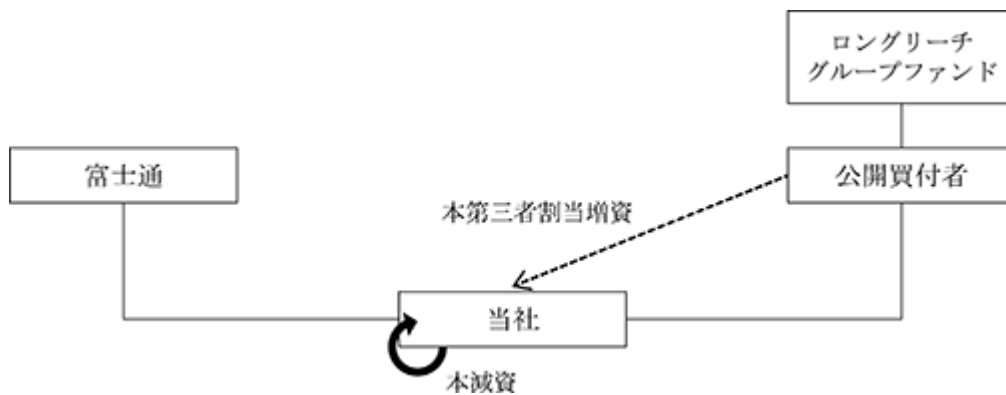 ロングリーチ
グループファンド
富士通
公開買付者
本第三者割当増資
当社
本減資